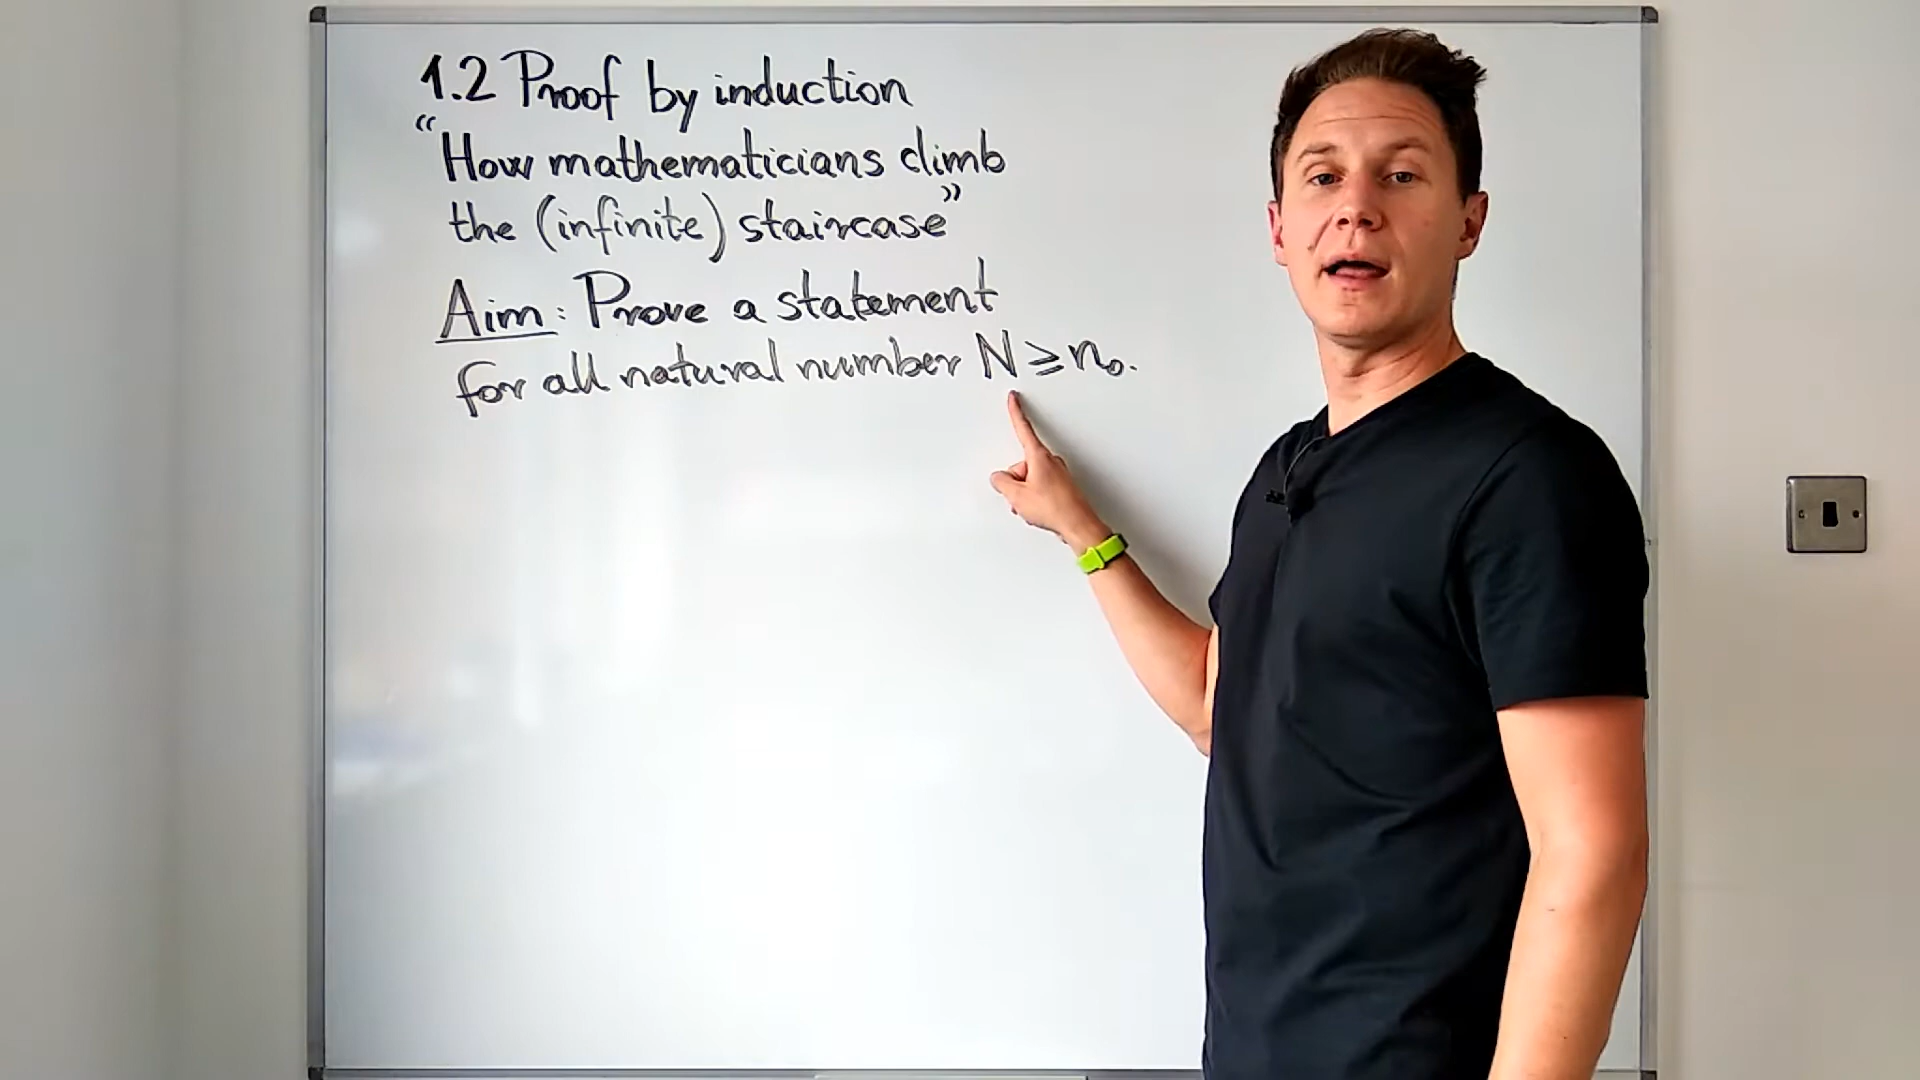 1.2 Proof by induction
"How mathematicians climb
the (infinite) staircase"
Aim: Prove a statement
for all natural number N ≥ n₀.